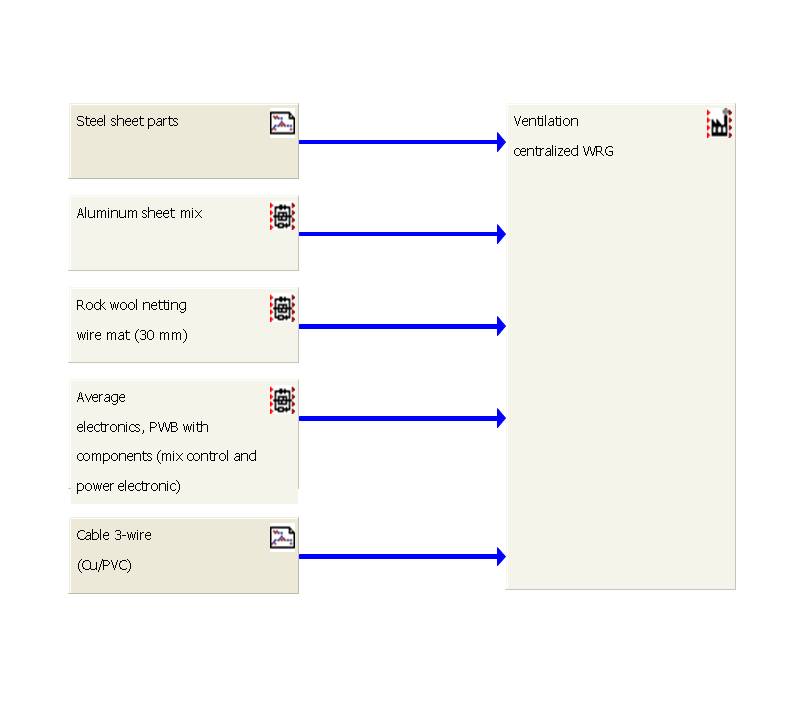 Steel sheet parts
Ventilation
centralized WRG
Aluminum sheet mix
Rock wool netting
wire mat (30 mm)
Average
electronics, PWB with
components (mix control and
power electronic)
Cable 3-wire
(Cu/PVC)